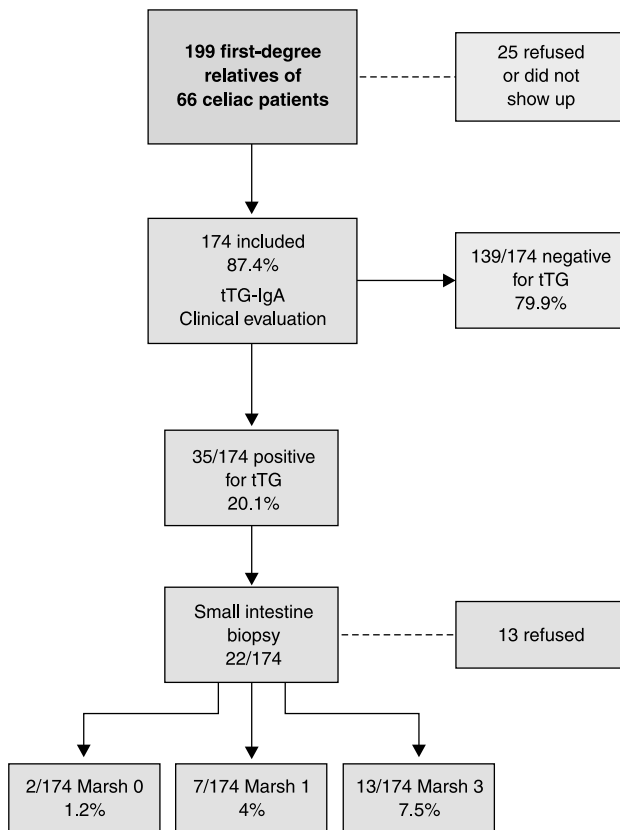 199 first-degree
relatives of
66 celiac patients
25 refused
or did not
show up
174 included
87.4%
tTG-IgA
Clinical evaluation
139/174 negative
for tTG
79.9%
35/174 positive
for tTG
20.1%
Small intestine
biopsy
22/174
13 refused
2/174 Marsh 0
1.2%
7/174 Marsh 1
4%
13/174 Marsh 3
7.5%